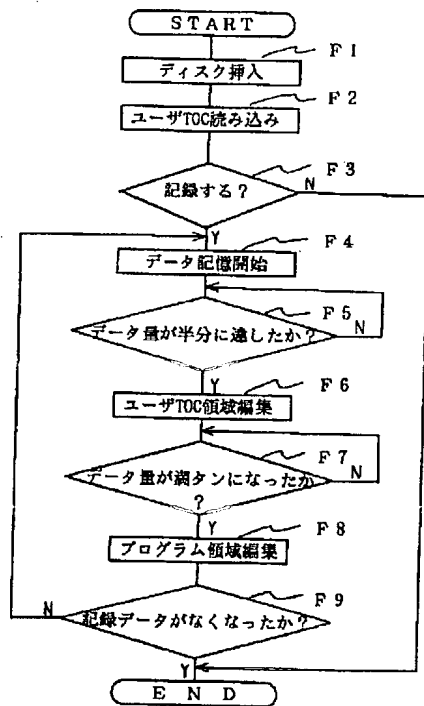 START
F1
ディスク挿入
F2
ユーザTOC読み込み
F3
記録する？
N
Y
F4
データ記憶開始
F5
データ量が半分に達したか？
N
Y
F6
ユーザTOC領域編集
F7
データ量が満タンになったか
？
N
Y
F8
プログラム領域編集
F9
記録データがなくなったか？
N
Y
END